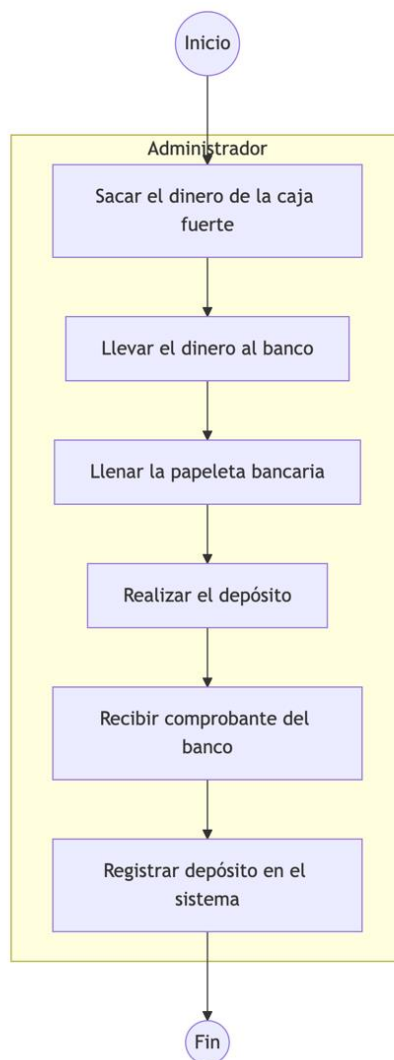 Inicio
Administrador
Sacar el dinero de la caja
fuerte
Llevar el dinero al banco
Llenar la papeleta bancaria
Realizar el depósito
Recibir comprobante del
banco
Registrar depósito en el
sistema
Fin